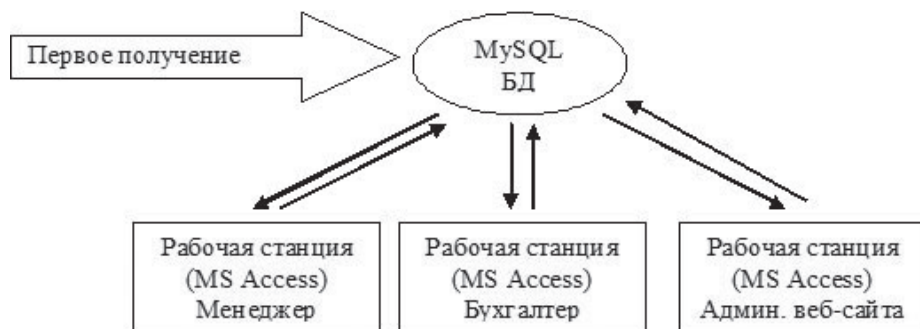 Первое получение
MySQL
БД
Рабочая станция
(MS Access)
Менеджер
Рабочая станция
(MS Access)
Бухгалтер
Рабочая станция
(MS Access)
Админ. веб-сайта